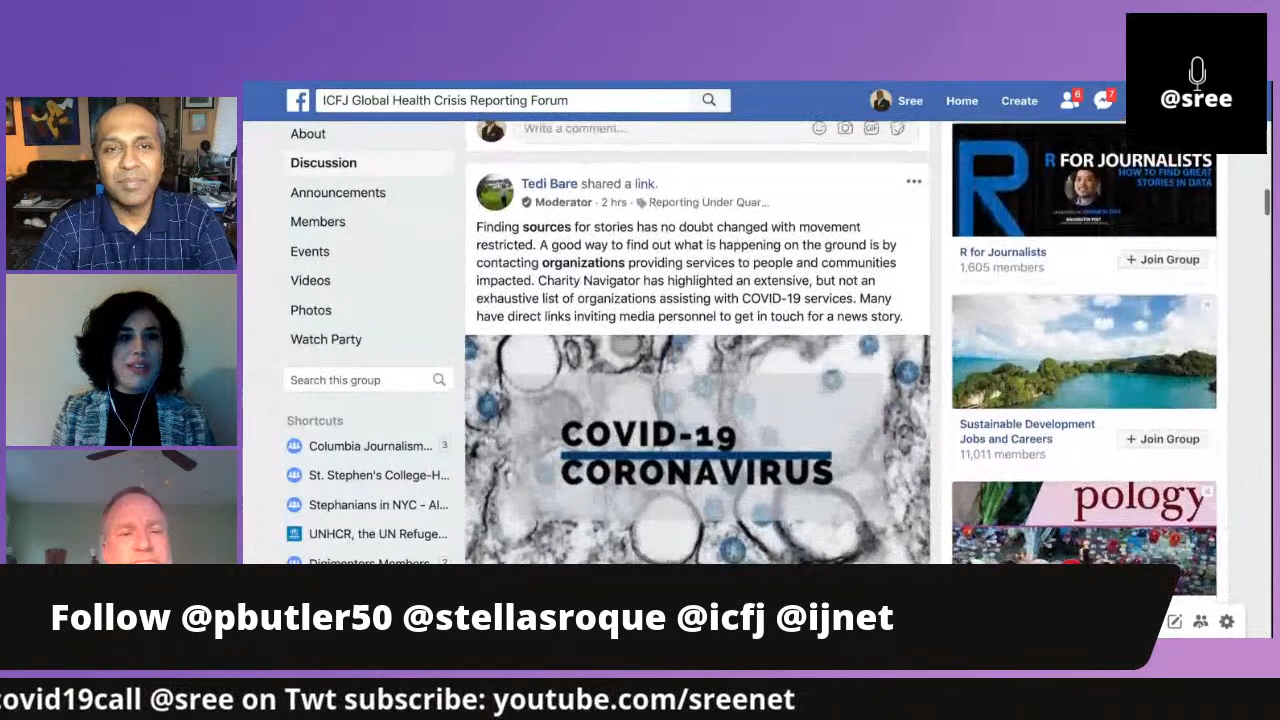 @sree
ICFJ Global Health Crisis Reporting Forum
Sree
Home
Create
6
7
About
Discussion
Announcements
Members
Events
Videos
Photos
Watch Party
Search this group
Shortcuts
Columbia Journalism...
3
St. Stephen's College-H...
Stephanians in NYC - Al...
UNHCR, the UN Refuge...
Digimentors Members
2
Write a comment...
GIF
Tedi Bare shared a link.
Moderator · 2 hrs · Reporting Under Quar...
Finding sources for stories has no doubt changed with movement
restricted. A good way to find out what is happening on the ground is by
contacting organizations providing services to people and communities
impacted. Charity Navigator has highlighted an extensive, but not an
exhaustive list of organizations assisting with COVID-19 services. Many
have direct links inviting media personnel to get in touch for a news story.
COVID-19
CORONAVIRUS
R
R FOR JOURNALISTS
HOW TO FIND GREAT
STORIES IN DATA
R for Journalists
1,605 members
+ Join Group
Sustainable Development
Jobs and Careers
11,011 members
+ Join Group
pology
Follow @pbutler50 @stellasroque @icfj @ijnet
covid19call @sree on Twt subscribe: youtube.com/sreenet